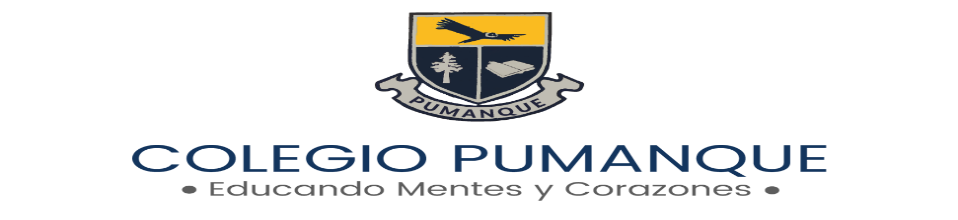 PUMANQUE
COLEGIO PUMANQUE
• Educando Mentes y Corazones •